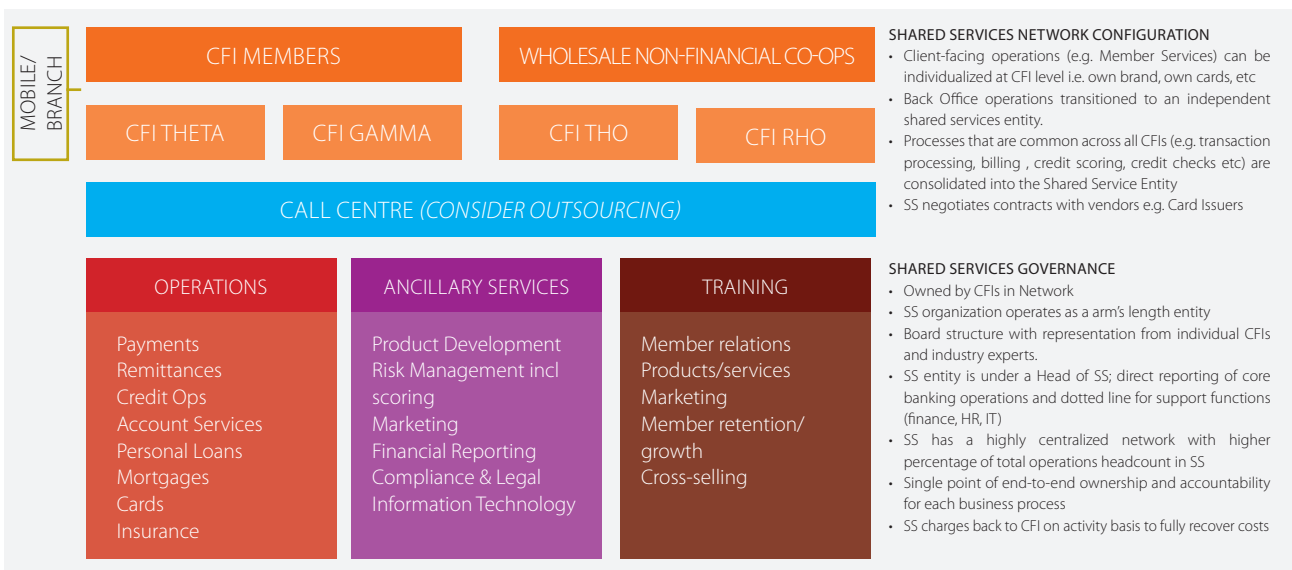 MOBILE/
BRANCH
CFI MEMBERS
WHOLESALE NON-FINANCIAL CO-OPS
CFI THETA
CFI GAMMA
CFI THO
CFI RHO
CALL CENTRE (CONSIDER OUTSOURCING)
OPERATIONS
Payments
Remittances
Credit Ops
Account Services
Personal Loans
Mortgages
Cards
Insurance
ANCILLARY SERVICES
Product Development
Risk Management incl
scoring
Marketing
Financial Reporting
Compliance & Legal
Information Technology
TRAINING
Member relations
Products/services
Marketing
Member retention/
growth
Cross-selling
SHARED SERVICES NETWORK CONFIGURATION
• Client-facing operations (e.g. Member Services) can be
individualized at CFI level i.e. own brand, own cards, etc
• Back Office operations transitioned to an independent
shared services entity.
• Processes that are common across all CFIs (e.g. transaction
processing, billing , credit scoring, credit checks etc) are
consolidated into the Shared Service Entity
• SS negotiates contracts with vendors e.g. Card Issuers
SHARED SERVICES GOVERNANCE
• Owned by CFIs in Network
• SS organization operates as a arm's length entity
• Board structure with representation from individual CFIs
and industry experts.
• SS entity is under a Head of SS; direct reporting of core
banking operations and dotted line for support functions
(finance, HR, IT)
• SS has a highly centralized network with higher
percentage of total operations headcount in SS
• Single point of end-to-end ownership and accountability
for each business process
• SS charges back to CFI on activity basis to fully recover costs